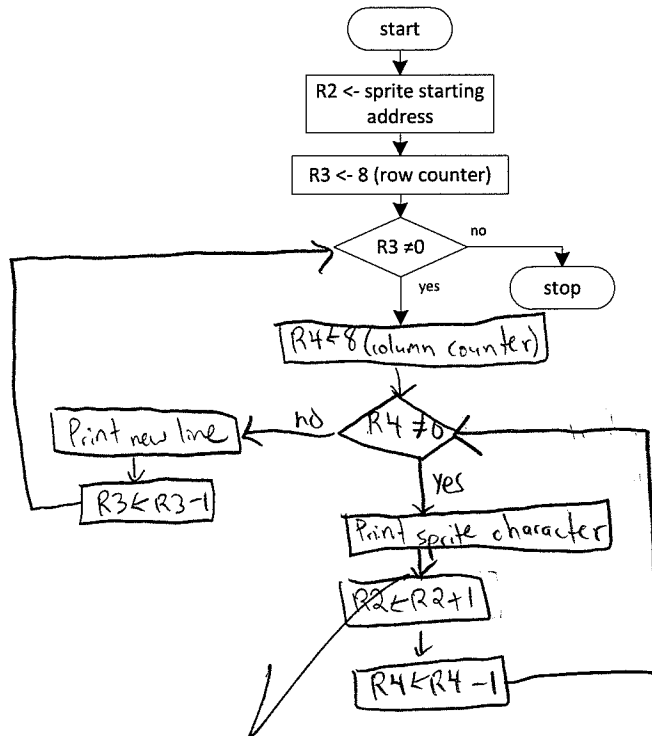 start
R2 <- sprite starting
address
R3 <- 8 (row counter)
R3 ≠0
no
yes
stop
R4←8 (column counter)
R4 ≠0
no
Print new line
R3←R3-1
yes
Print sprite character
R2←R2+1
R4←R4-1